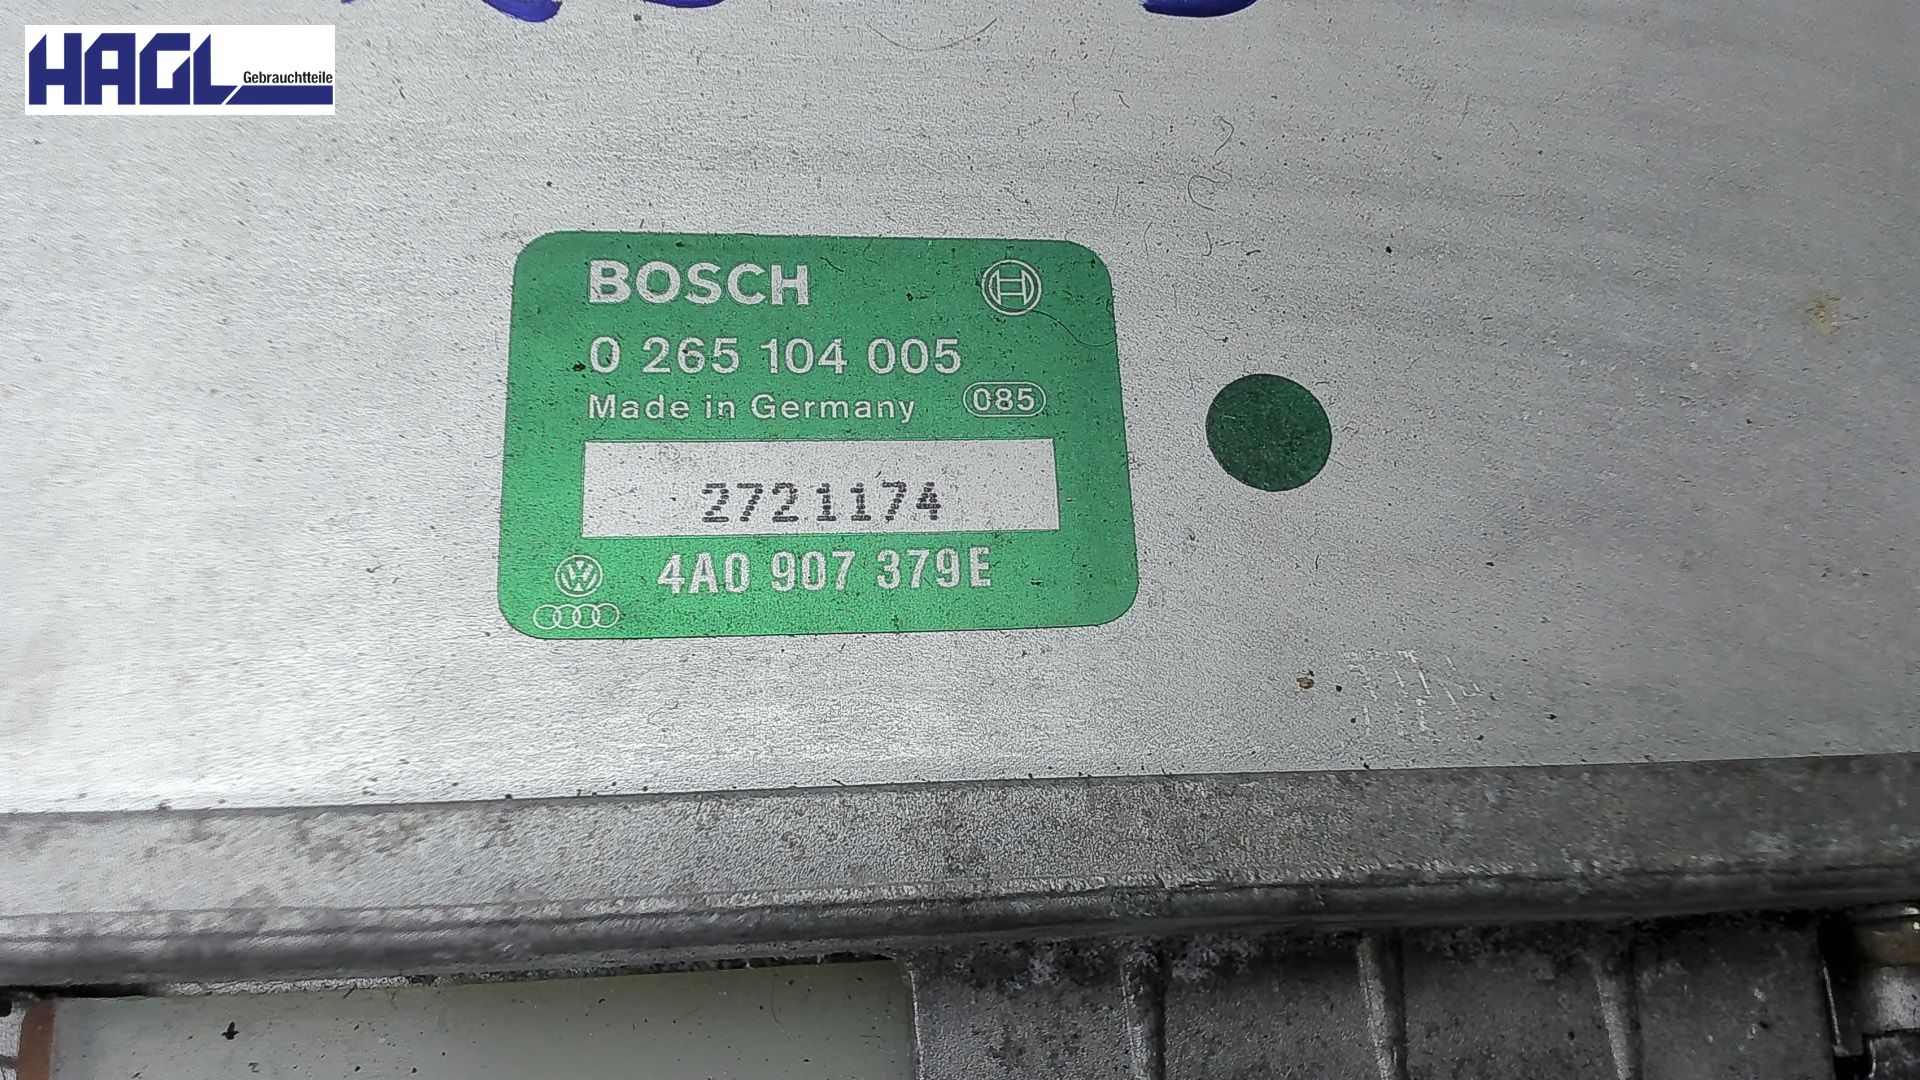 HAGL
Gebrauchtteile
BOSCH
0 265 104 005
Made in Germany 085
2721174
4A0 907 379E